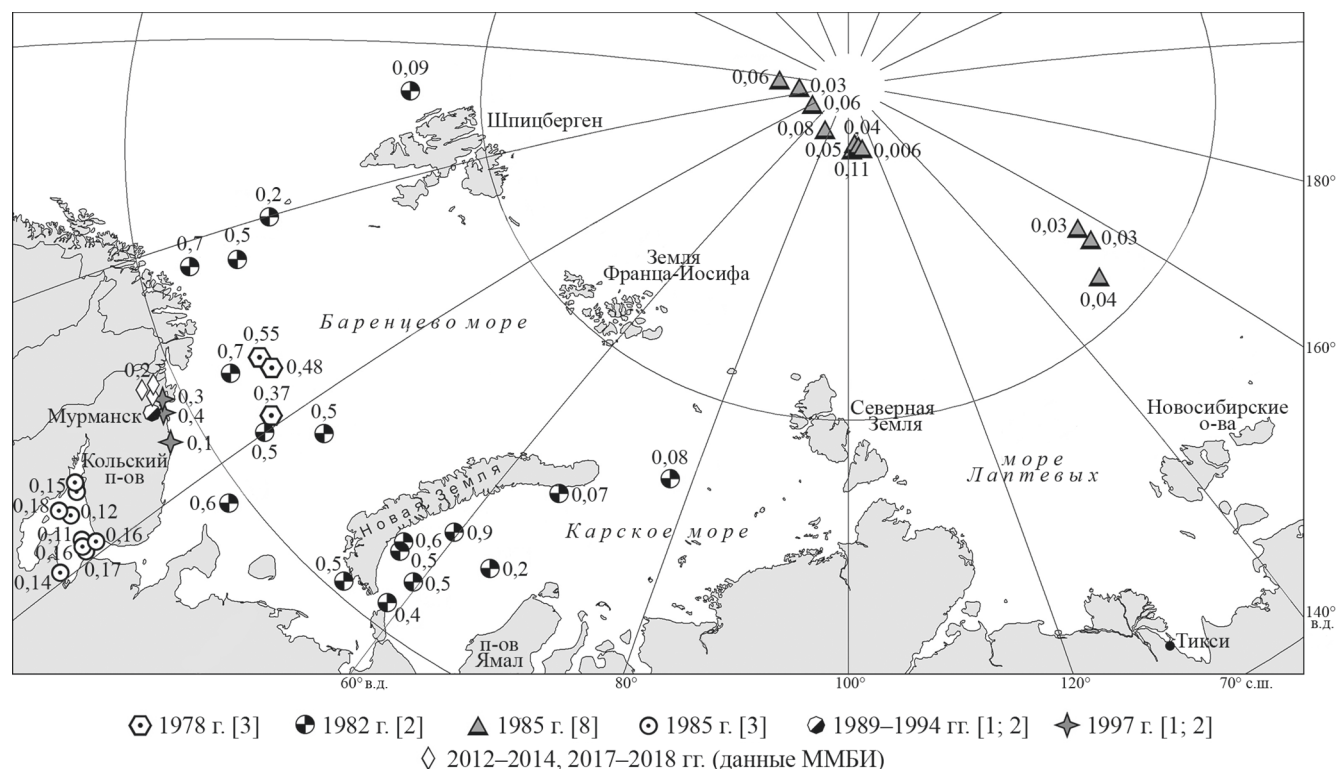 0,09
Шпицберген
0,06
0,03
0,06
0,08
0,04
0,05
0,006
0,11
180°
0,2
0,7
0,5
0,03
0,03
0,04
Земля
Франца-Иосифа
Баренцево море
0,55
0,7
0,48
0,37
0,5
0,5
160°
0,2
0,3
0,4
Мурманск
0,1
Кольский
п-ов
Северная
Земля
Новосибирские
о-ва
море
Лаптевых
0,08
0,07
Новая Земля
Карское море
0,6
0,15
0,18
0,12
0,11
0,16
0,16
0,17
0,14
0,6
0,9
0,5
0,5
0,5
0,2
0,4
п-ов
Ямал
Тикси
140°
в.д.
60° в.д.
80°
100°
120°
70° с.ш.
1978 г. [3]
1982 г. [2]
1985 г. [8]
1985 г. [3]
1989–1994 гг. [1; 2]
1997 г. [1; 2]
2012–2014, 2017–2018 гг. (данные ММБИ)